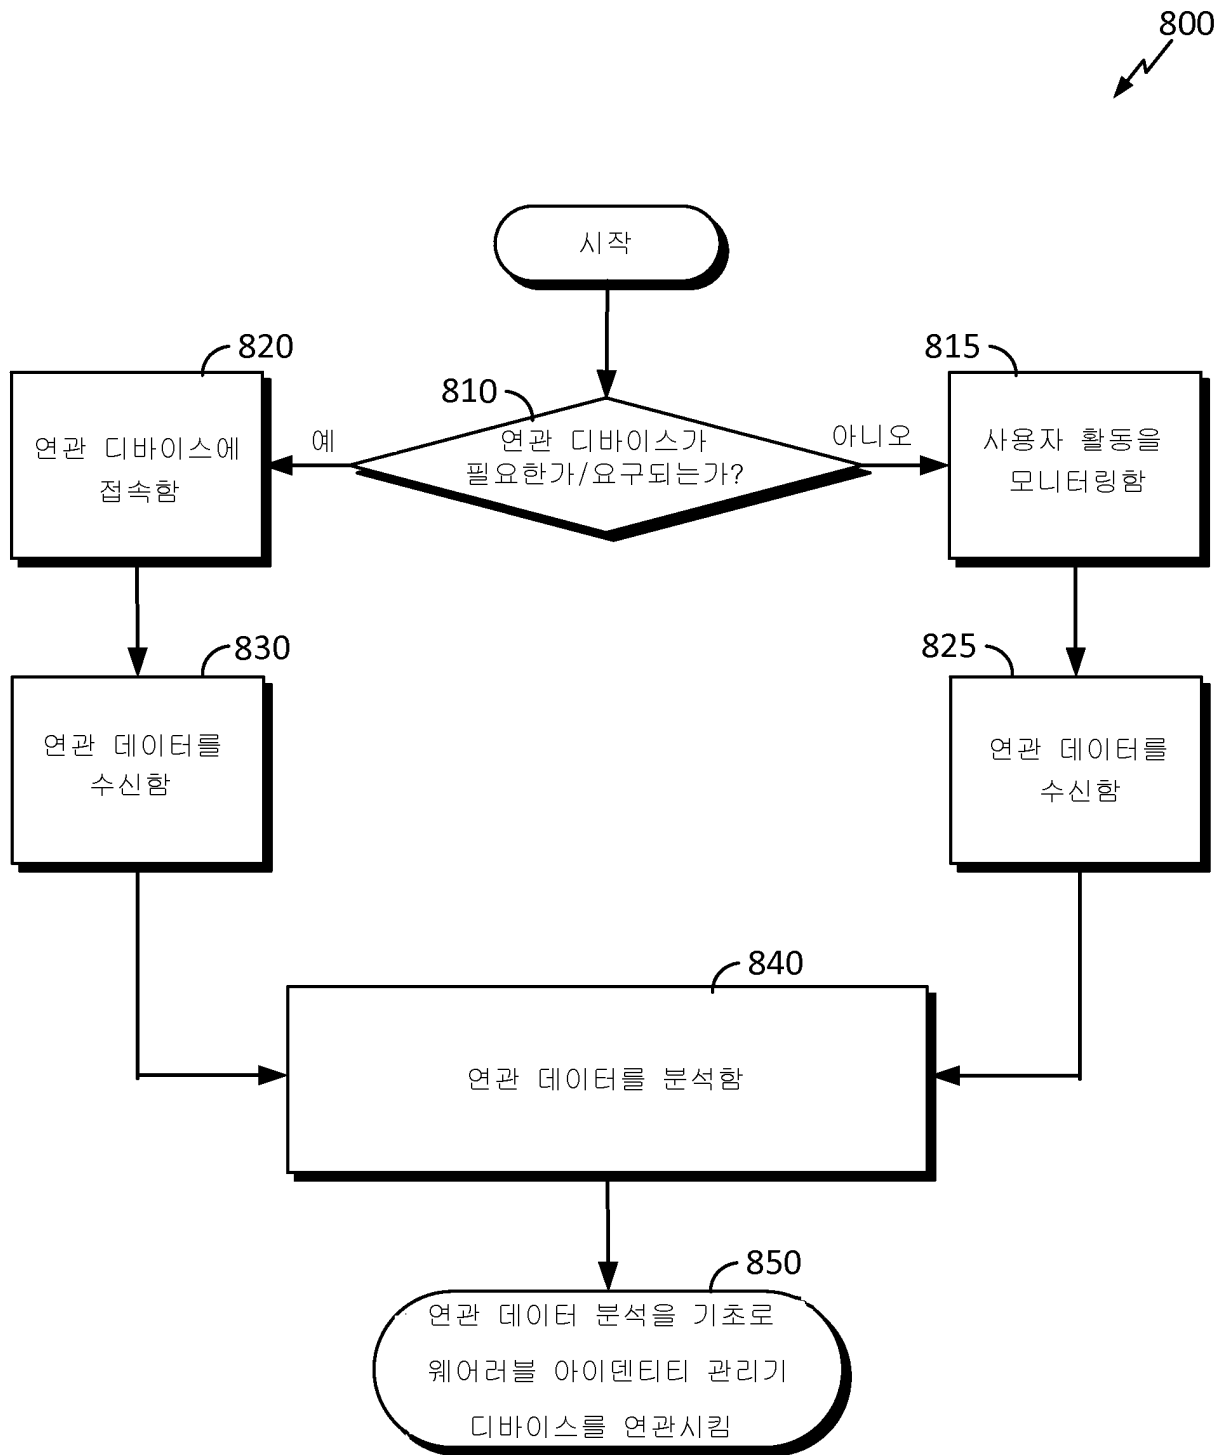 800
시작
820
815
810
연관 디바이스에
접속함
예
연관 디바이스가
필요한가/요구되는가?
아니오
사용자 활동을
모니터링함
830
825
연관 데이터를
수신함
연관 데이터를
수신함
840
연관 데이터를 분석함
850
연관 데이터 분석을 기초로
웨어러블 아이덴티티 관리기
디바이스를 연관시킴